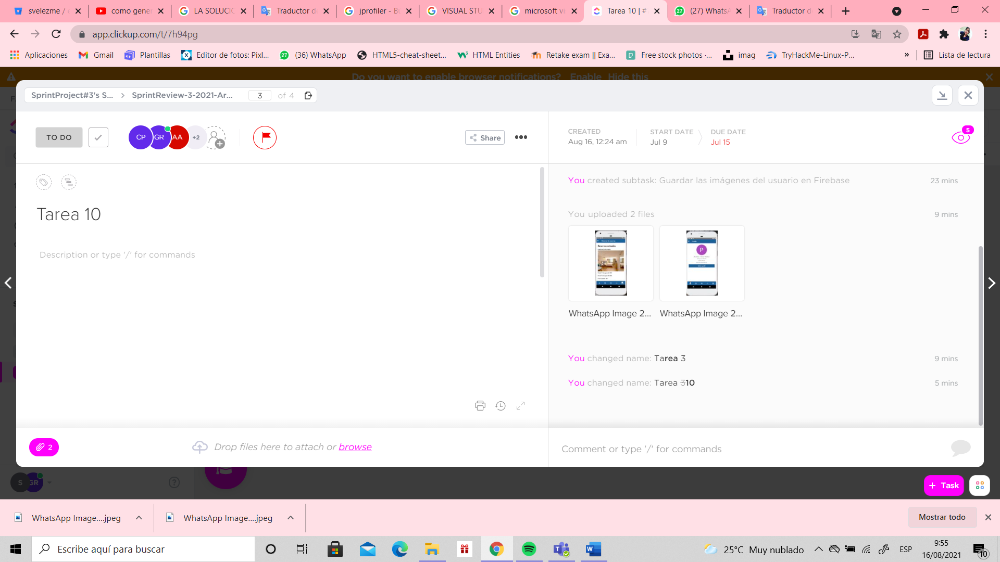 svelezme / e
como gener
LA SOLUCIO
Traductor de
jprofiler - Bu
VISUAL STU
microsoft vi
Tarea 10 | #
(27) WhatsA
Traductor d
app.clickup.com/t/7h94pg
Aplicaciones
Gmail
Plantillas
Editor de fotos: Pixl...
(36) WhatsApp
HTML5-cheat-sheet...
HTML Entities
Retake exam || Exa...
Free stock photos ·...
imag
TryHackMe-Linux-P...
»
Lista de lectura
Do you want to enable browser notifications? Enable Hide this
SprintProject#3's S... > SprintReview-3-2021-Ar... 3 of 4
TO DO
CP GR AA +2
Share
CREATED
Aug 16, 12:24 am
START DATE
Jul 9
DUE DATE
Jul 15
5
You created subtask: Guardar las imágenes del usuario en Firebase 23 mins
Tarea 10
Description or type '/' for commands
You uploaded 2 files 9 mins
P
WhatsApp Image 2... WhatsApp Image 2...
You changed name: Tarea 3 9 mins
You changed name: Tarea 310 5 mins
2
Drop files here to attach or browse
Comment or type '/' for commands
S GR
+ Task
WhatsApp Image....jpeg
WhatsApp Image....jpeg
Mostrar todo
Escribe aquí para buscar
25°C Muy nublado
ESP
9:55
16/08/2021
10